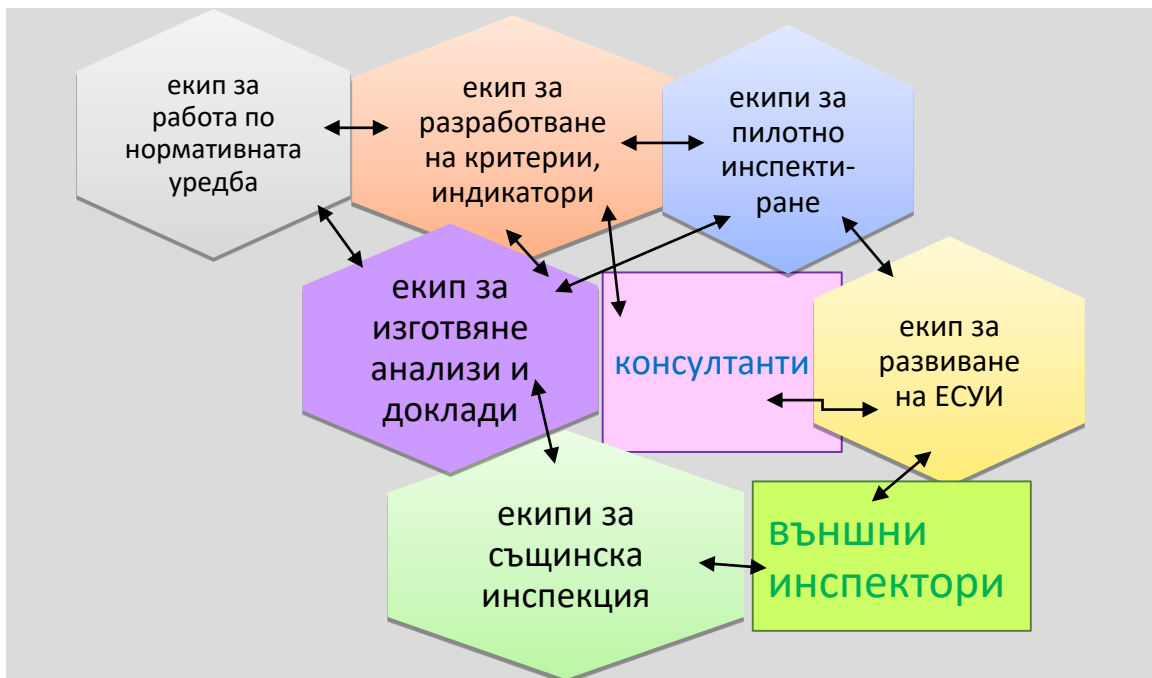 екип за
работа по
нормативната
уредба
екип за
разработване
на критерии,
индикатори
екипи за
пилотно
инспекти-
ране
екип за
изготвяне
анализи и
доклади
консултанти
екип за
развиване
на ЕСУИ
екипи за
същинска
инспекция
външни
инспектори